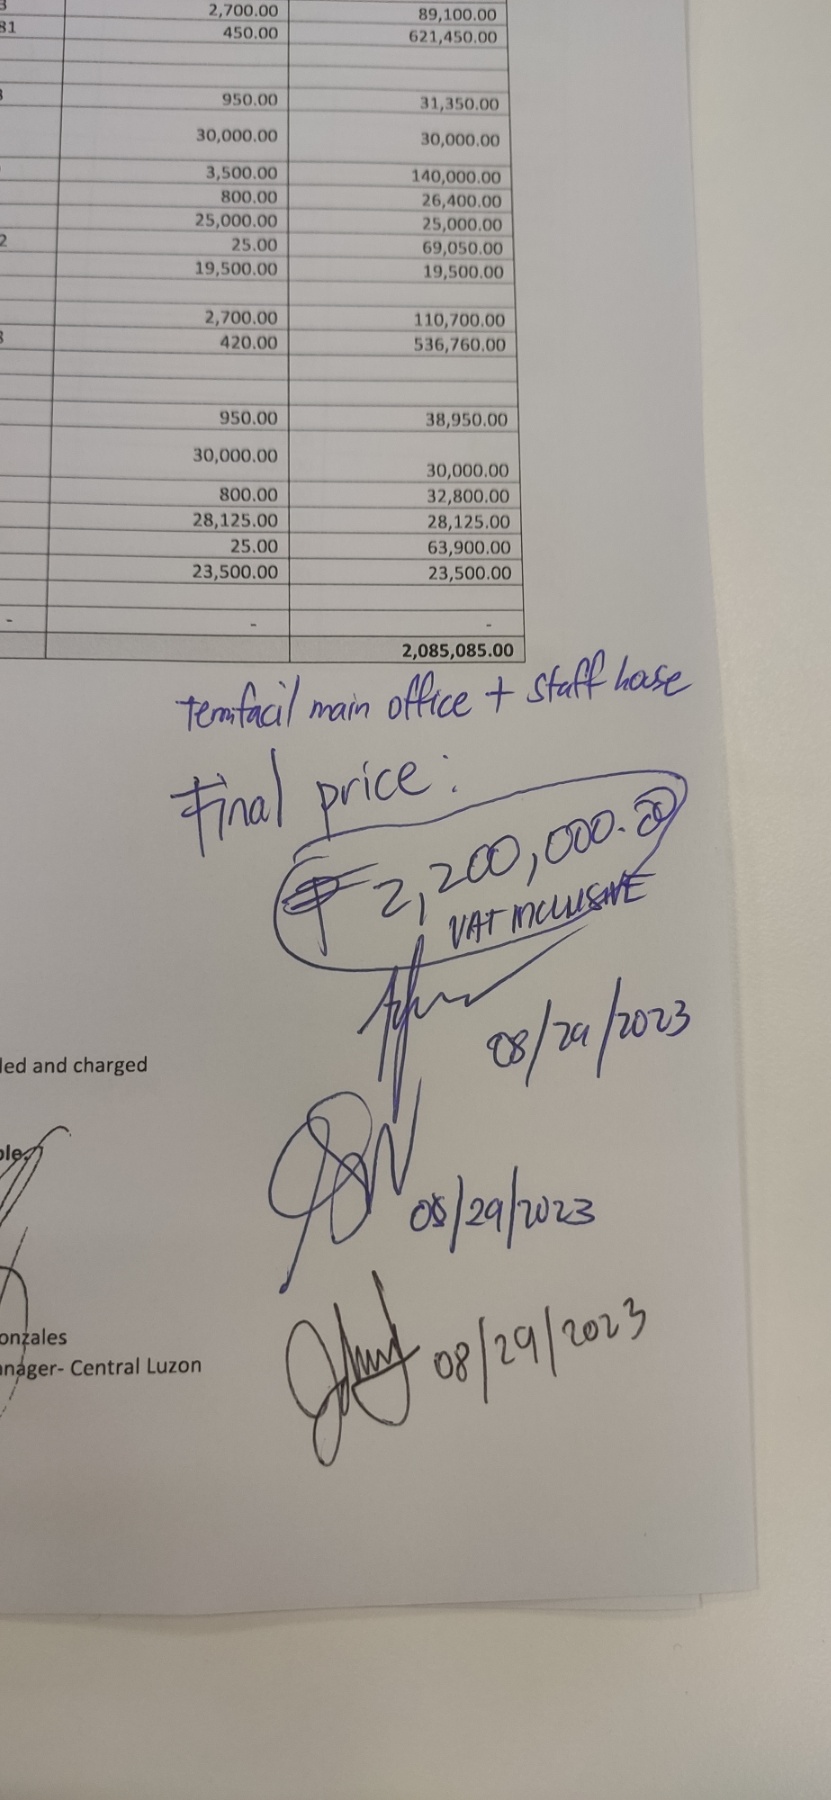 3 2,700.00 89,100.00
81 450.00 621,450.00
3 950.00 31,350.00
30,000.00 30,000.00
3,500.00 140,000.00
800.00 26,400.00
25,000.00 25,000.00
2 25.00 69,050.00
19,500.00 19,500.00
2,700.00 110,700.00
3 420.00 536,760.00
950.00 38,950.00
30,000.00 30,000.00
800.00 32,800.00
28,125.00 28,125.00
25.00 63,900.00
23,500.00 23,500.00
- - -
2,085,085.00
temfacil main office + staff house
Final price:
₱ 2,200,000.00
VAT INCLUSIVE
08/29/2023
led and charged
ple
08/29/2023
onzales
08/29/2023
anager- Central Luzon